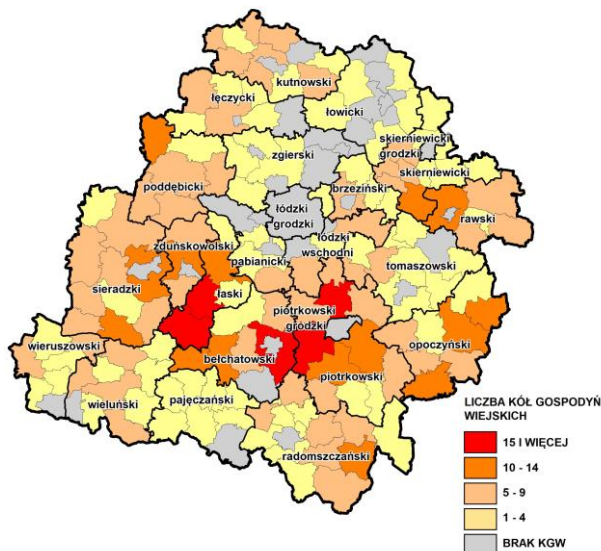 kutnowski
łęczycki
łowicki
skierniewicki
grodzki
zgierski
skierniewicki
poddębicki
brzeziński
łódzki
grodzki
rawski
łódzki
wschodni
zduńskowolski
pabianicki
tomaszowski
sieradzki
łaski
piotrkowski
grodzki
wieruszowski
bełchatowski
opoczyński
piotrkowski
wieluński
pajęczański
radomszczański
LICZBA KÓŁ GOSPODYŃ
WIEJSKICH
15 I WIĘCEJ
10 - 14
5 - 9
1 - 4
BRAK KGW